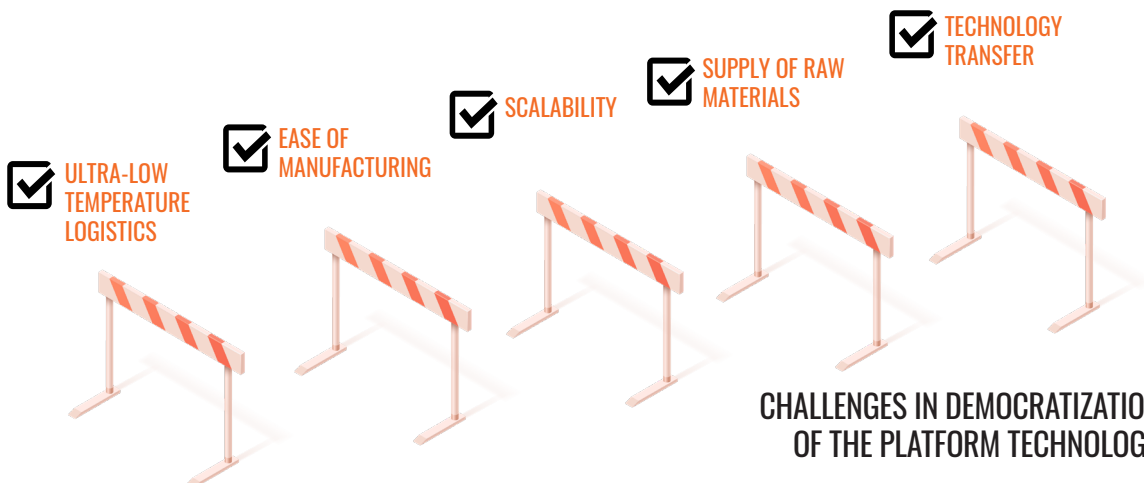 ULTRA-LOW
TEMPERATURE
LOGISTICS
EASE OF
MANUFACTURING
SCALABILITY
SUPPLY OF RAW
MATERIALS
TECHNOLOGY
TRANSFER
CHALLENGES IN DEMOCRATIZATIO
OF THE PLATFORM TECHNOLOG